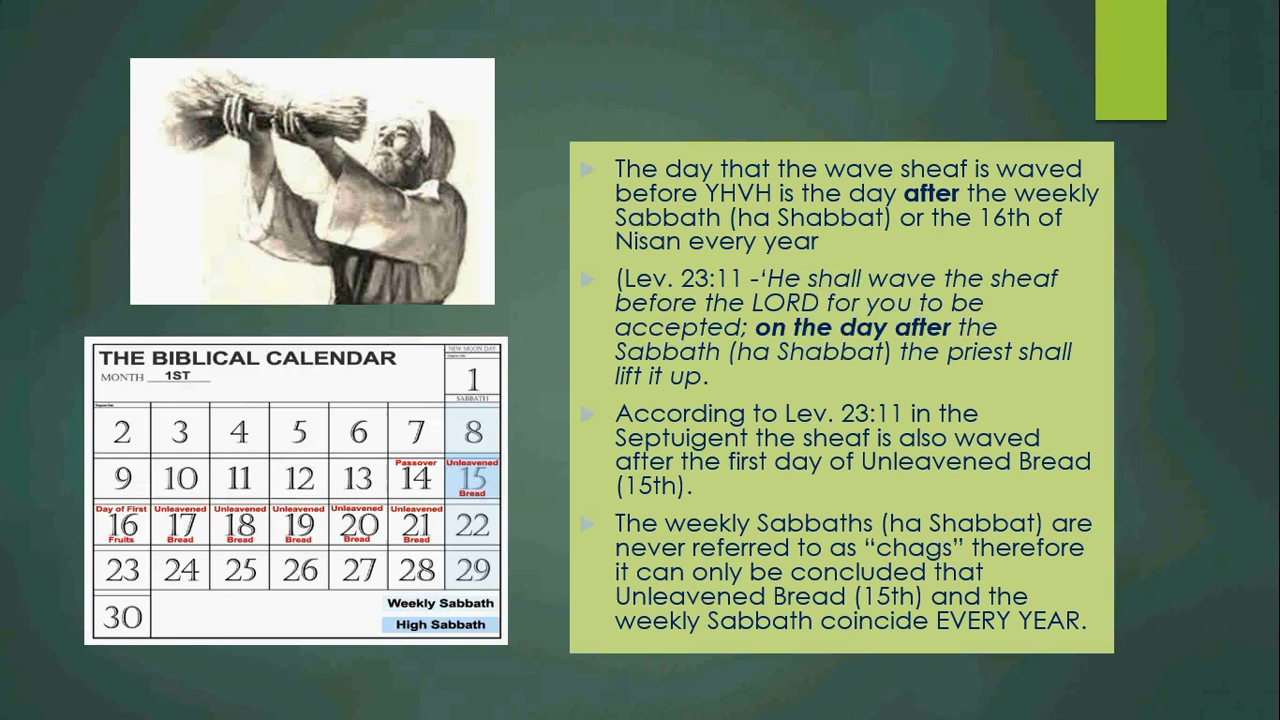 THE BIBLICAL CALENDAR
MONTH 1ST
NEW MOON DAY
1
SABBATH
2 3 4 5 6 7 8
Passover Unleavened
9 10 11 12 13 14 15
Bread
Day of First Unleavened Unleavened Unleavened Unleavened Unleavened
16 17 18 19 20 21 22
Fruits Bread Bread Bread Bread Bread
23 24 25 26 27 28 29
Weekly Sabbath
30
High Sabbath
The day that the wave sheaf is waved
before YHVH is the day after the weekly
Sabbath (ha Shabbat) or the 16th of
Nisan every year
(Lev. 23:11 -‘He shall wave the sheaf
before the LORD for you to be
accepted; on the day after the
Sabbath (ha Shabbat) the priest shall
lift it up.
According to Lev. 23:11 in the
Septuigent the sheaf is also waved
after the first day of Unleavened Bread
(15th).
The weekly Sabbaths (ha Shabbat) are
never referred to as “chags” therefore
it can only be concluded that
Unleavened Bread (15th) and the
weekly Sabbath coincide EVERY YEAR.